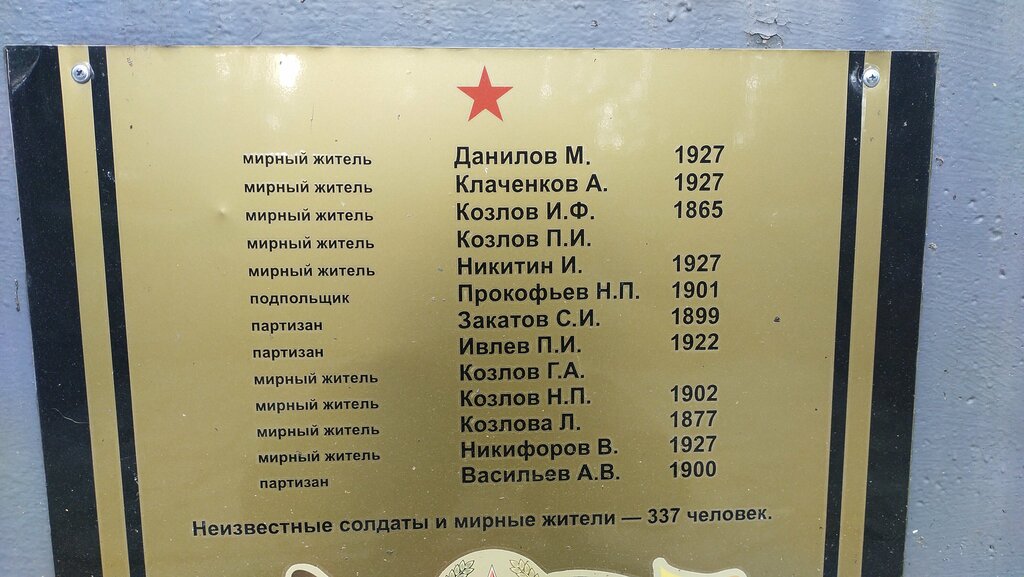 мирный житель Данилов М. 1927
мирный житель Клаченков А. 1927
мирный житель Козлов И.Ф. 1865
мирный житель Козлов П.И.
мирный житель Никитин И. 1927
подпольщик Прокофьев Н.П. 1901
партизан Закатов С.И. 1899
партизан Ивлев П.И. 1922
мирный житель Козлов Г.А.
мирный житель Козлов Н.П. 1902
мирный житель Козлова Л. 1877
мирный житель Никифоров В. 1927
партизан Васильев А.В. 1900
Неизвестные солдаты и мирные жители — 337 человек.